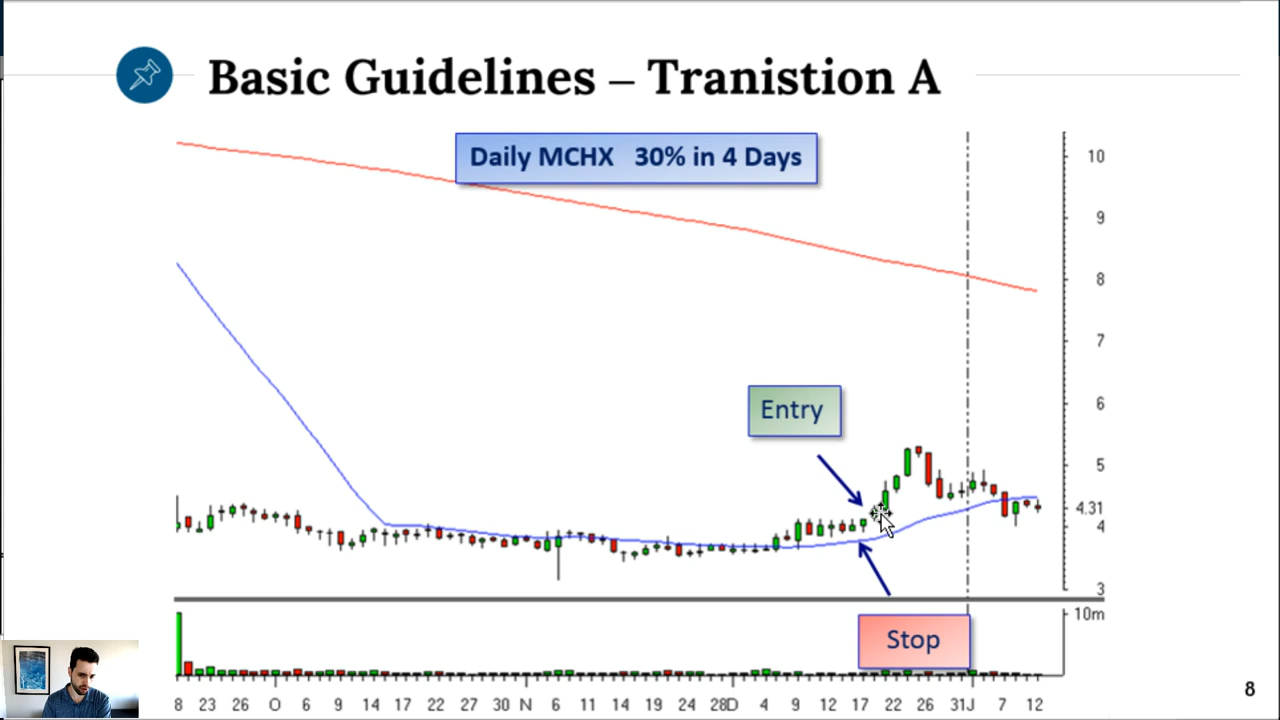 Basic Guidelines – Tranistion A
Daily MCHX 30% in 4 Days
10
9
8
7
6
5
4.31
4
3
Entry
Stop
10m
8 23 26 O 6 9 14 17 22 27 30 N 6 11 14 19 24 28D 4 9 12 17 22 26 31J 7 12
8